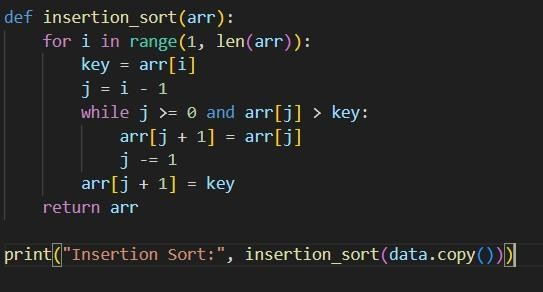 def insertion_sort(arr):
    for i in range(1, len(arr)):
        key = arr[i]
        j = i - 1
        while j >= 0 and arr[j] > key:
            arr[j + 1] = arr[j]
            j -= 1
        arr[j + 1] = key
    return arr
print("Insertion Sort:", insertion_sort(data.copy()))